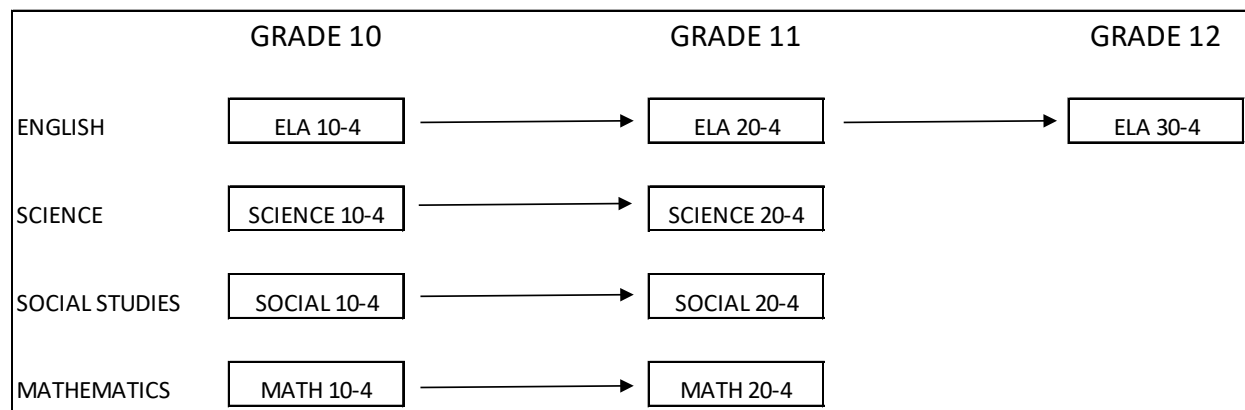 GRADE 10 GRADE 11 GRADE 12
ENGLISH ELA 10-4 ELA 20-4 ELA 30-4
SCIENCE SCIENCE 10-4 SCIENCE 20-4
SOCIAL STUDIES SOCIAL 10-4 SOCIAL 20-4
MATHEMATICS MATH 10-4 MATH 20-4